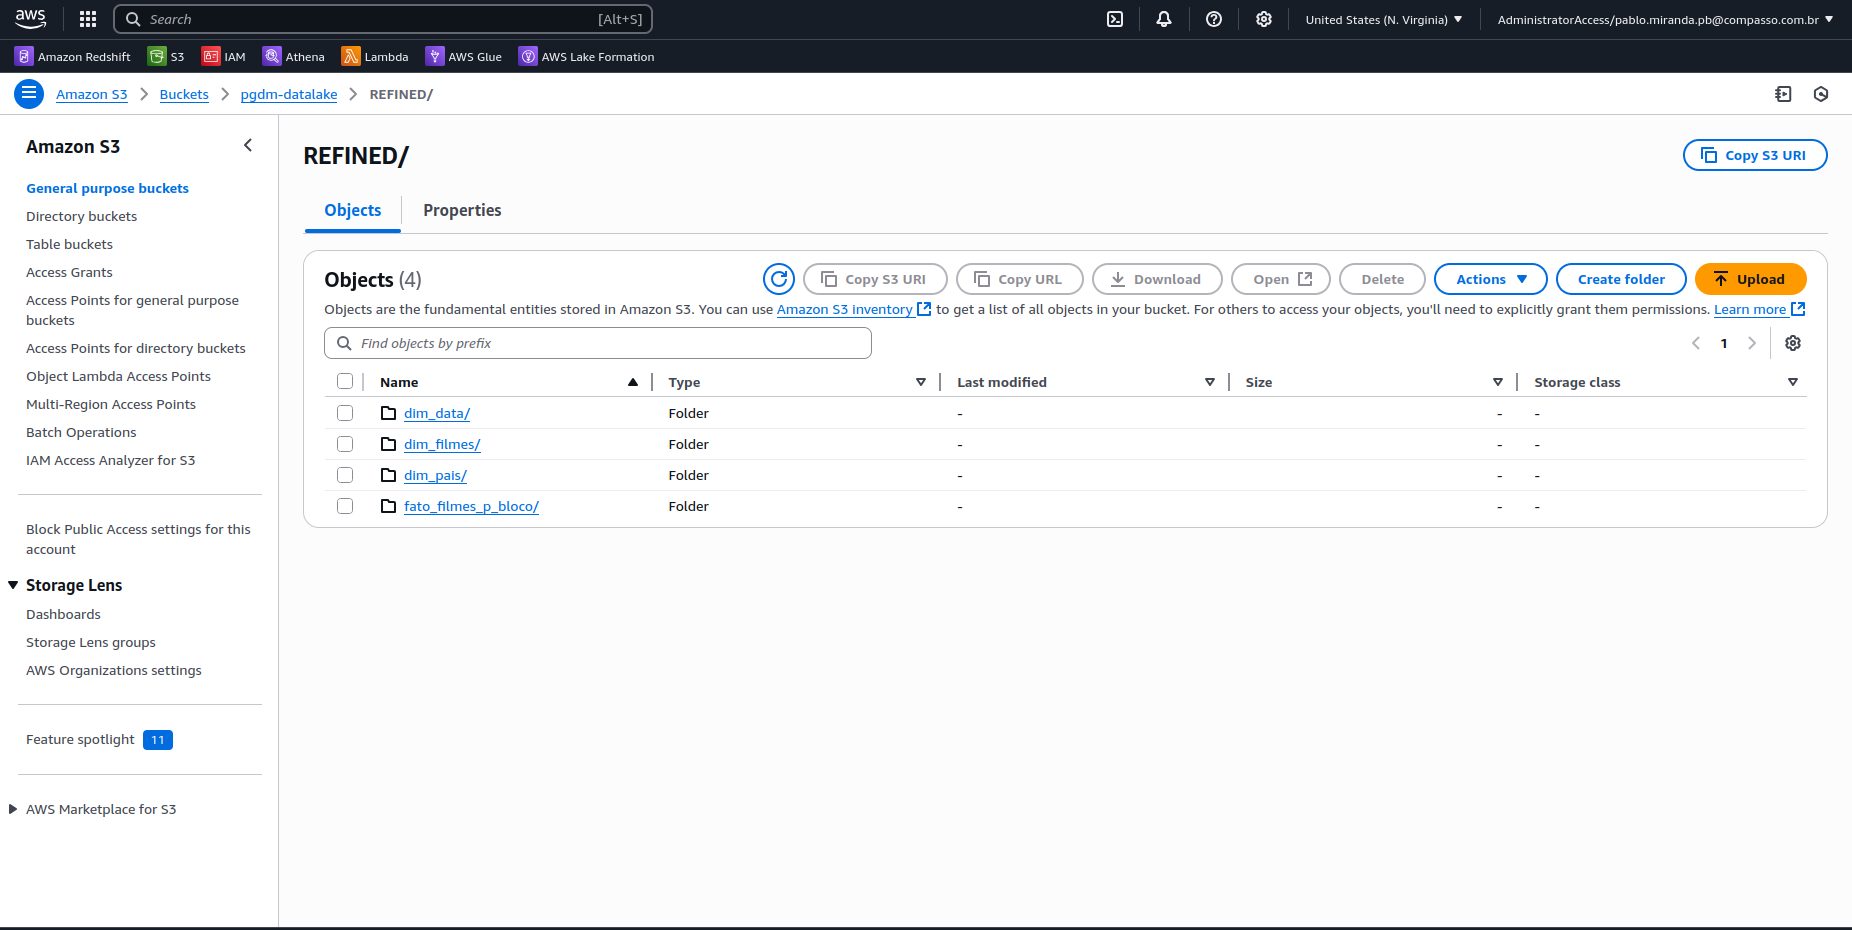 aws
Search [Alt+S]
United States (N. Virginia)
AdministratorAccess/pablo.miranda.pb@compasso.com.br
Amazon Redshift
S3
IAM
Athena
Lambda
AWS Glue
AWS Lake Formation
Amazon S3
Buckets
pgdm-datalake
REFINED/
Amazon S3
General purpose buckets
Directory buckets
Table buckets
Access Grants
Access Points for general purpose
buckets
Access Points for directory buckets
Object Lambda Access Points
Multi-Region Access Points
Batch Operations
IAM Access Analyzer for S3
Block Public Access settings for this
account
Storage Lens
Dashboards
Storage Lens groups
AWS Organizations settings
Feature spotlight 11
AWS Marketplace for S3
REFINED/
Copy S3 URI
Objects
Properties
Objects (4)
Copy S3 URI
Copy URL
Download
Open
Delete
Actions
Create folder
Upload
Objects are the fundamental entities stored in Amazon S3. You can use Amazon S3 inventory to get a list of all objects in your bucket. For others to access your objects, you'll need to explicitly grant them permissions. Learn more
Find objects by prefix
1
Name Type Last modified Size Storage class
dim_data/ Folder - - -
dim_filmes/ Folder - - -
dim_pais/ Folder - - -
fato_filmes_p_bloco/ Folder - - -